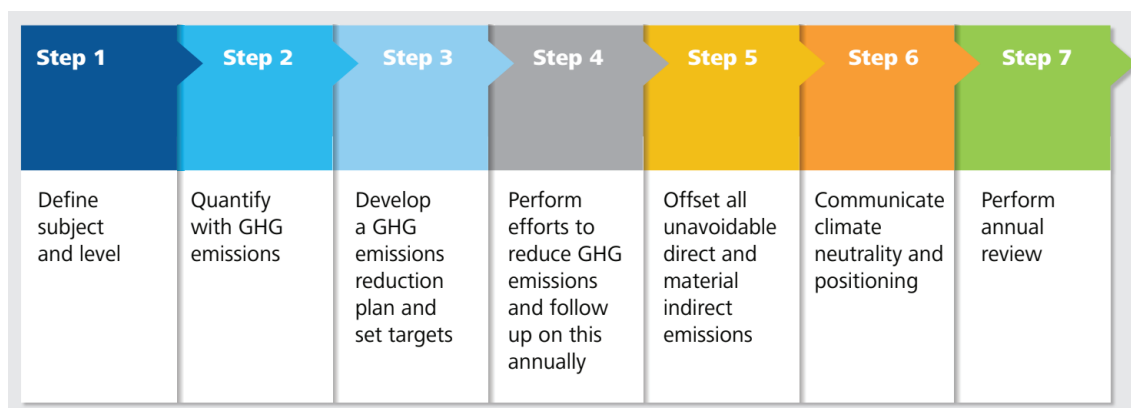 Step 1
Step 2
Step 3
Step 4
Step 5
Step 6
Step 7
Define
subject
and level
Quantify
with GHG
emissions
Develop
a GHG
emissions
reduction
plan and
set targets
Perform
efforts to
reduce GHG
emissions
and follow
up on this
annually
Offset all
unavoidable
direct and
material
indirect
emissions
Communicate
climate
neutrality and
positioning
Perform
annual
review